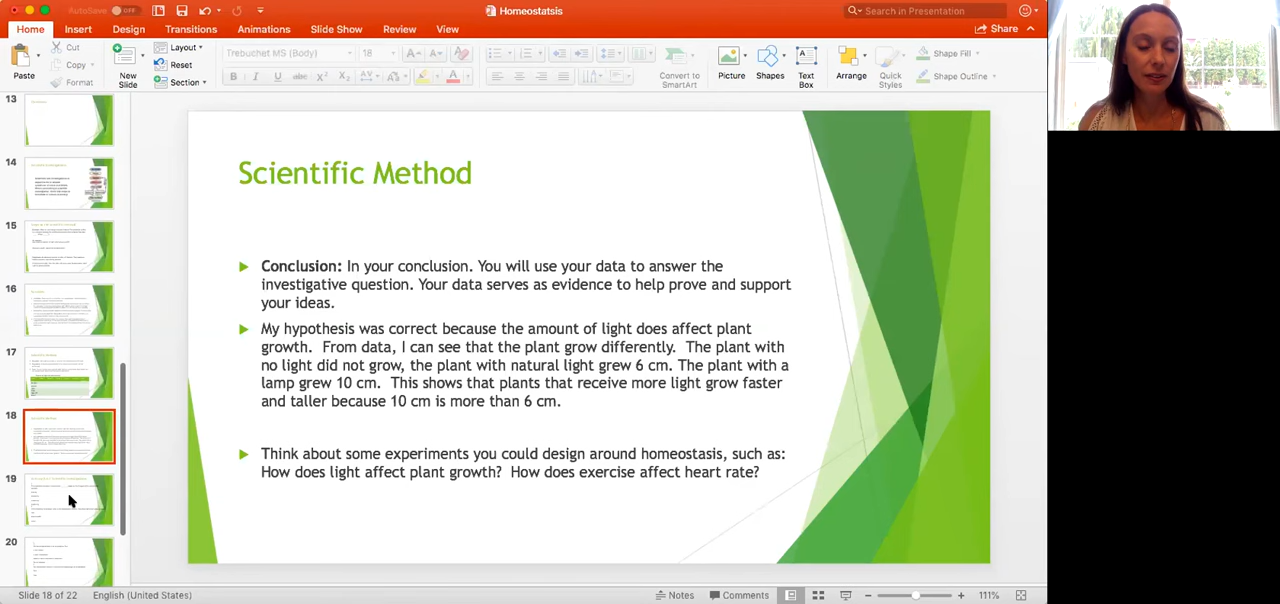 AutoSave OFF
Homeostatsis
Search in Presentation
Home Insert Design Transitions Animations Slide Show Review View
Share
Paste
Cut
Copy
Format
New
Slide
Layout
Reset
Section
Trebuchet MS (Body) 18
Convert to
SmartArt
Picture
Shapes
Text
Box
Arrange
Quick
Styles
Shape Fill
Shape Outline
13
14
15
16
17
18
19
20
Scientific Method
Conclusion: In your conclusion. You will use your data to answer the
investigative question. Your data serves as evidence to help prove and support
your ideas.
My hypothesis was correct because the amount of light does affect plant
growth. From data, I can see that the plant grow differently. The plant with
no light did not grow, the plant with natural light grew 6 cm. The plant with a
lamp grew 10 cm. This shows that plants that receive more light grow faster
and taller because 10 cm is more than 6 cm.
Think about some experiments you could design around homeostasis, such as:
How does light affect plant growth? How does exercise affect heart rate?
Slide 18 of 22 English (United States)
Notes Comments 111%